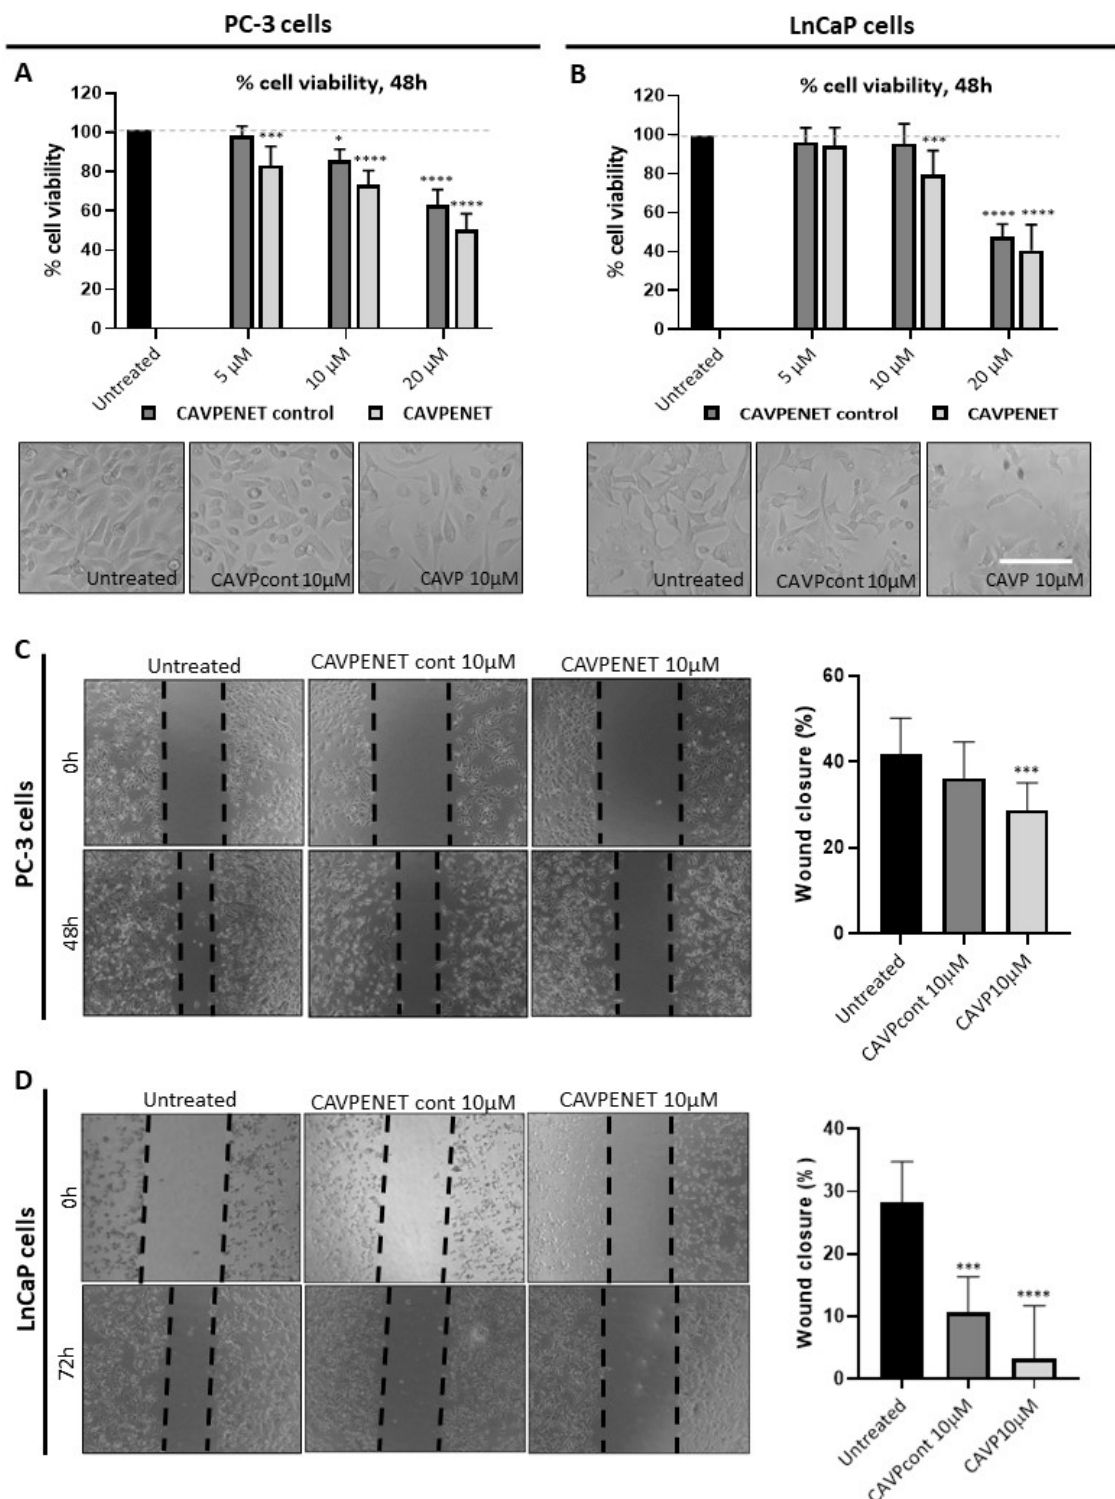 PC-3 cells
LnCaP cells
A
% cell viability, 48h
% cell viability
120
100
80
60
40
20
0
***
*
****
****
****
Untreated
5 µM
10 µM
20 µM
CAVPENET control
CAVPENET
Untreated
CAVPcont 10µM
CAVP 10µM
B
% cell viability, 48h
% cell viability
120
100
80
60
40
20
0
***
****
****
Untreated
5 µM
10 µM
20 µM
CAVPENET control
CAVPENET
Untreated
CAVPcont 10µM
CAVP 10µM
C
PC-3 cells
Untreated
CAVPENET cont 10µM
CAVPENET 10µM
0h
48h
Wound closure (%)
60
40
20
0
***
Untreated
CAVPcont 10µM
CAVP10µM
D
LnCaP cells
Untreated
CAVPENET cont 10µM
CAVPENET 10µM
0h
72h
Wound closure (% )
40
30
20
10
0
***
****
Untreated
CAVPcont 10µM
CAVP10µM